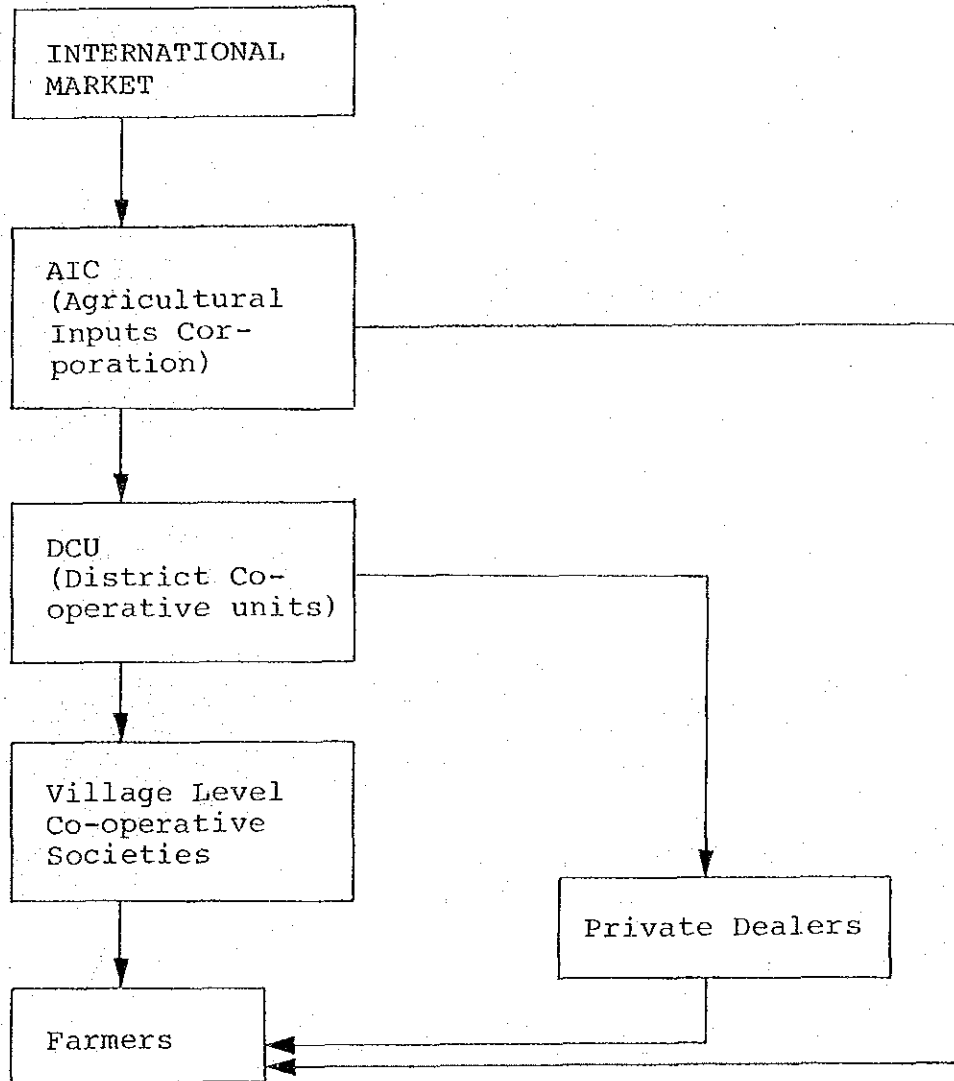 INTERNATIONAL
MARKET
AIC
(Agricultural
Inputs Cor-
poration)
DCU
(District Co-
operative units)
Village Level
Co-operative
Societies
Private Dealers
Farmers